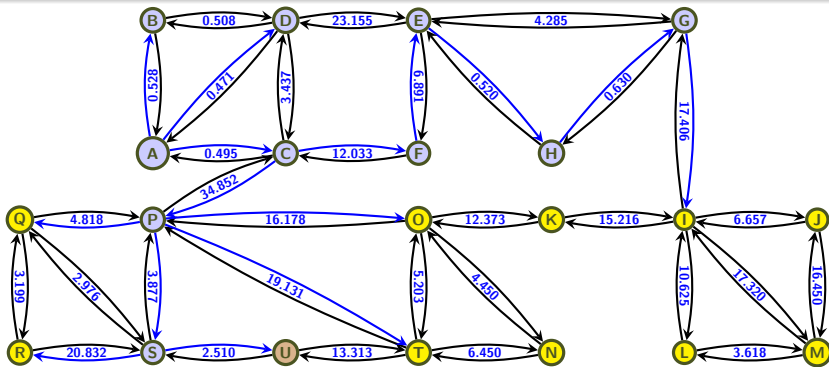 B 0.508 D 23.155 E 4.285 G
0.528 0.471 3.437 6.891 0.520 0.630 17.406
A 0.495 C 12.033 F H
34.852
Q 4.818 P 16.178 O 12.373 K 15.216 I 6.657 J
3.199 2.976 3.877 19.131 5.203 4.450 10.625 17.320 16.450
R 20.832 S 2.510 U 13.313 T 6.450 N L 3.618 M